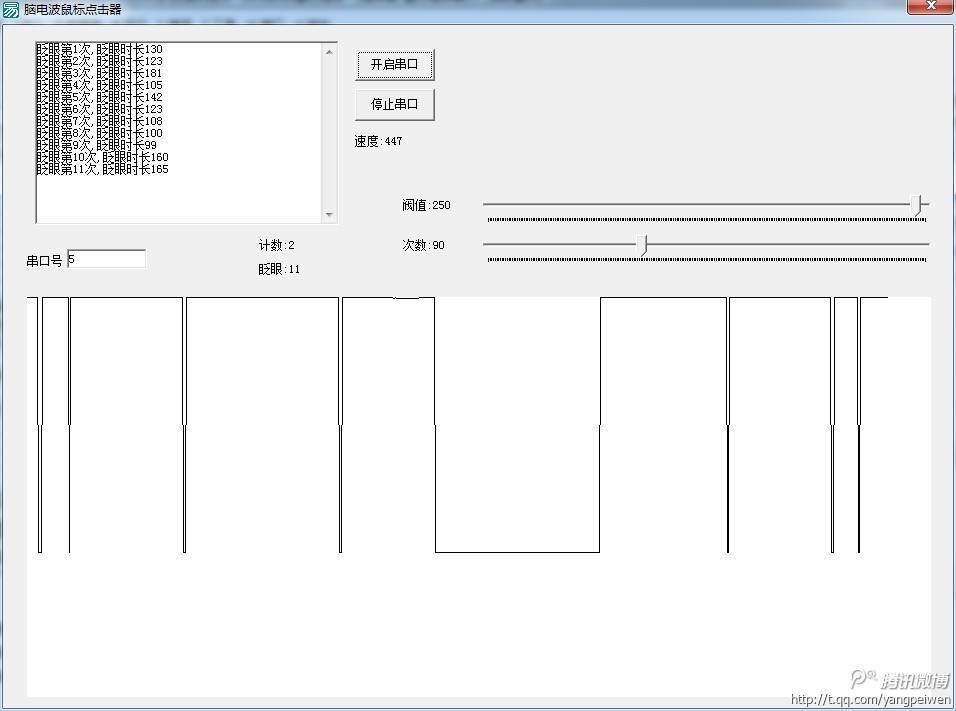 脑电波鼠标点击器
眨眼第1次,眨眼时长130
眨眼第2次,眨眼时长123
眨眼第3次,眨眼时长181
眨眼第4次,眨眼时长105
眨眼第5次,眨眼时长142
眨眼第6次,眨眼时长123
眨眼第7次,眨眼时长108
眨眼第8次,眨眼时长100
眨眼第9次,眨眼时长99
眨眼第10次,眨眼时长160
眨眼第11次,眨眼时长165
开启串口
停止串口
速度:447
阀值:250
计数:2
次数:90
串口号 5
眨眼:11
腾讯微博
http://t.qq.com/yangpeiwen